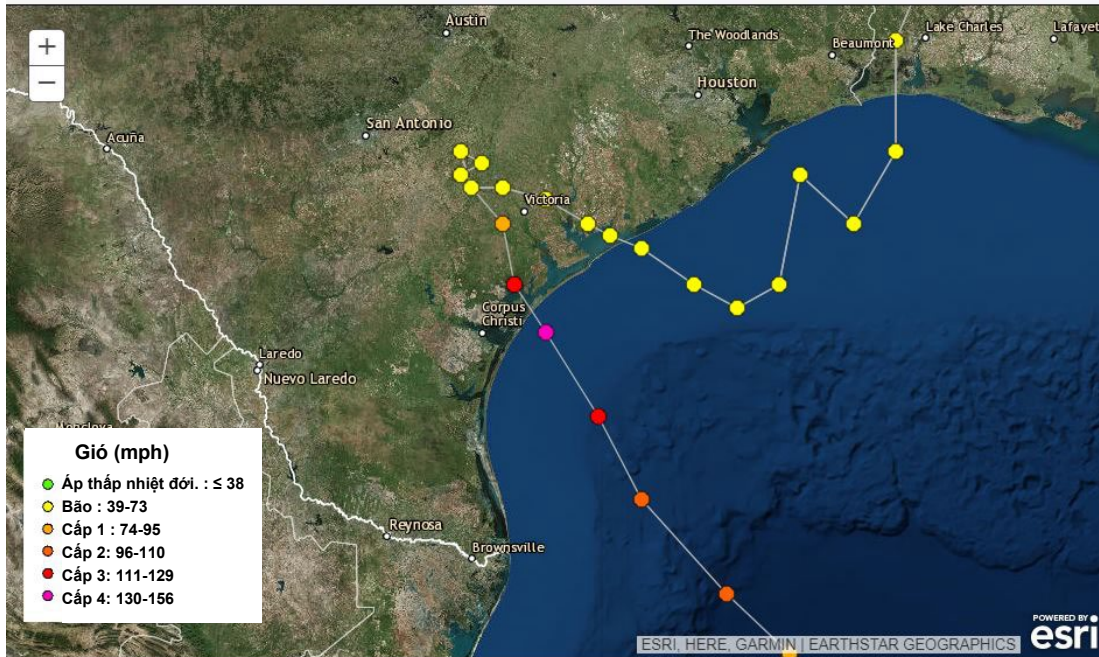 +
−
Austin
The Woodlands
Lake Charles
Lafayet
Beaumont
Houston
San Antonio
Acuña
Victoria
Corpus
Christi
Laredo
Nuevo Laredo
Monclova
Reynosa
Brownsville
Gió (mph)
Áp thấp nhiệt đới. : ≤ 38
Bão : 39-73
Cấp 1 : 74-95
Cấp 2: 96-110
Cấp 3: 111-129
Cấp 4: 130-156
ESRI, HERE, GARMIN | EARTHSTAR GEOGRAPHICS
POWERED BY
esri